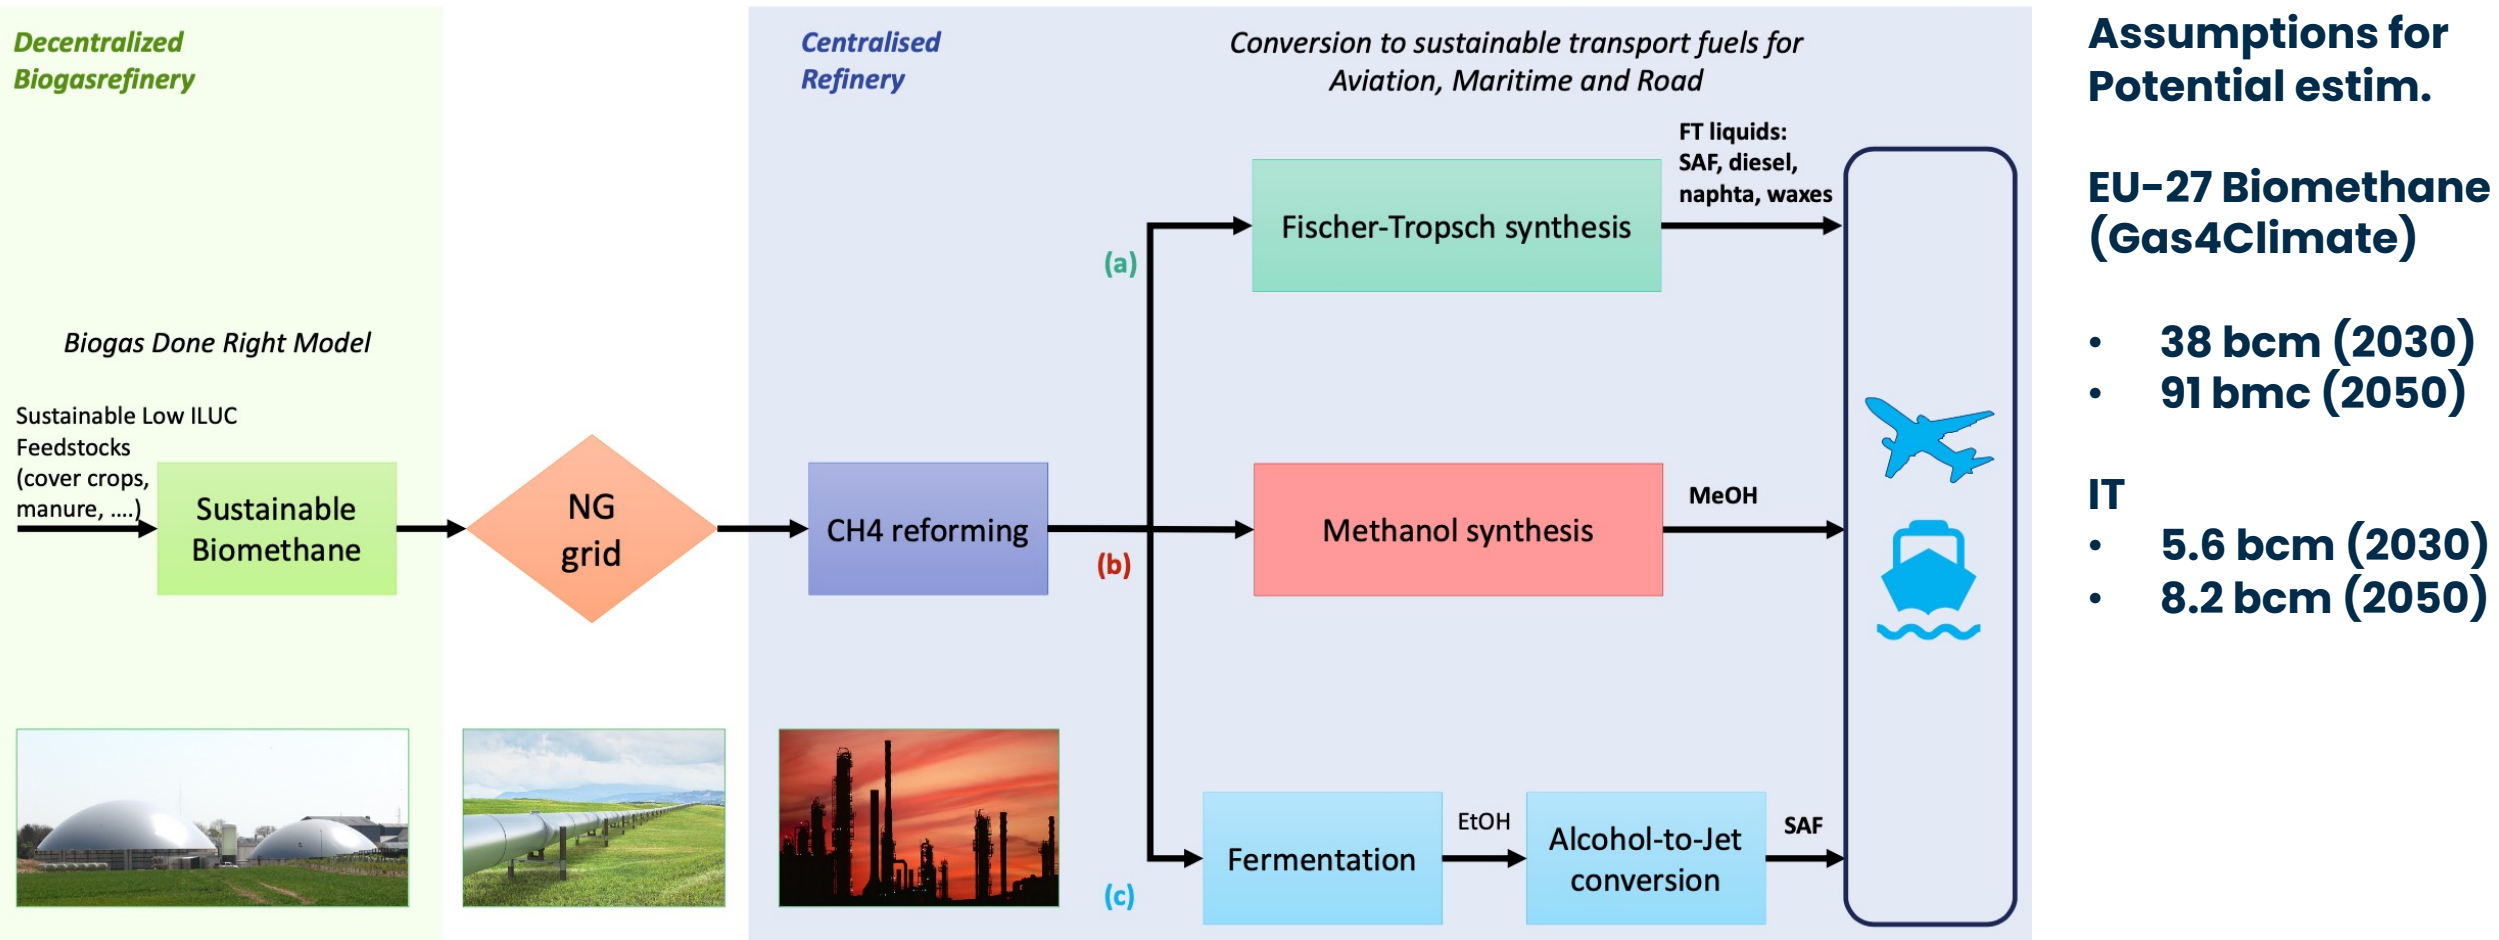 Decentralized
Biogasrefinery
Biogas Done Right Model
Sustainable Low ILUC
Feedstocks
(cover crops,
manure, ....)
Sustainable
Biomethane
NG
grid
Centralised
Refinery
CH4 reforming
Conversion to sustainable transport fuels for
Aviation, Maritime and Road
(a)
Fischer-Tropsch synthesis
FT liquids:
SAF, diesel,
naphta, waxes
(b)
Methanol synthesis
MeOH
(c)
Fermentation
EtOH
Alcohol-to-Jet
conversion
SAF
Assumptions for
Potential estim.
EU-27 Biomethane
(Gas4Climate)
• 38 bcm (2030)
• 91 bmc (2050)
IT
• 5.6 bcm (2030)
• 8.2 bcm (2050)